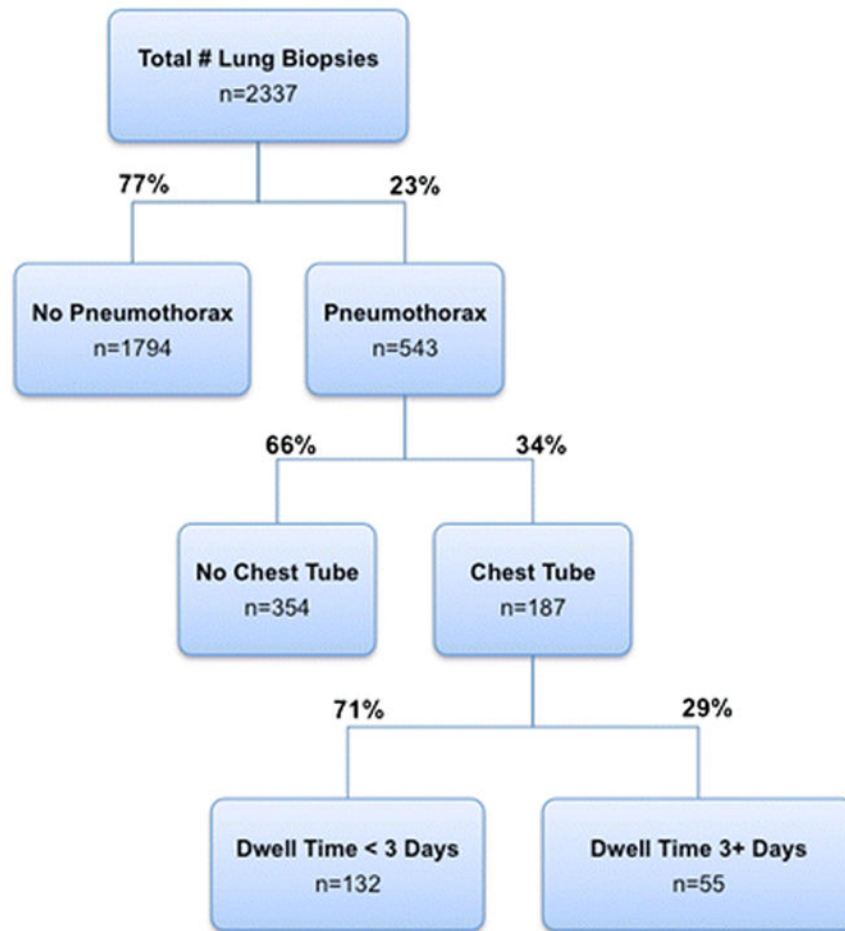 Total # Lung Biopsies
n=2337
77%
23%
No Pneumothorax
n=1794
Pneumothorax
n=543
66%
34%
No Chest Tube
n=354
Chest Tube
n=187
71%
29%
Dwell Time < 3 Days
n=132
Dwell Time 3+ Days
n=55